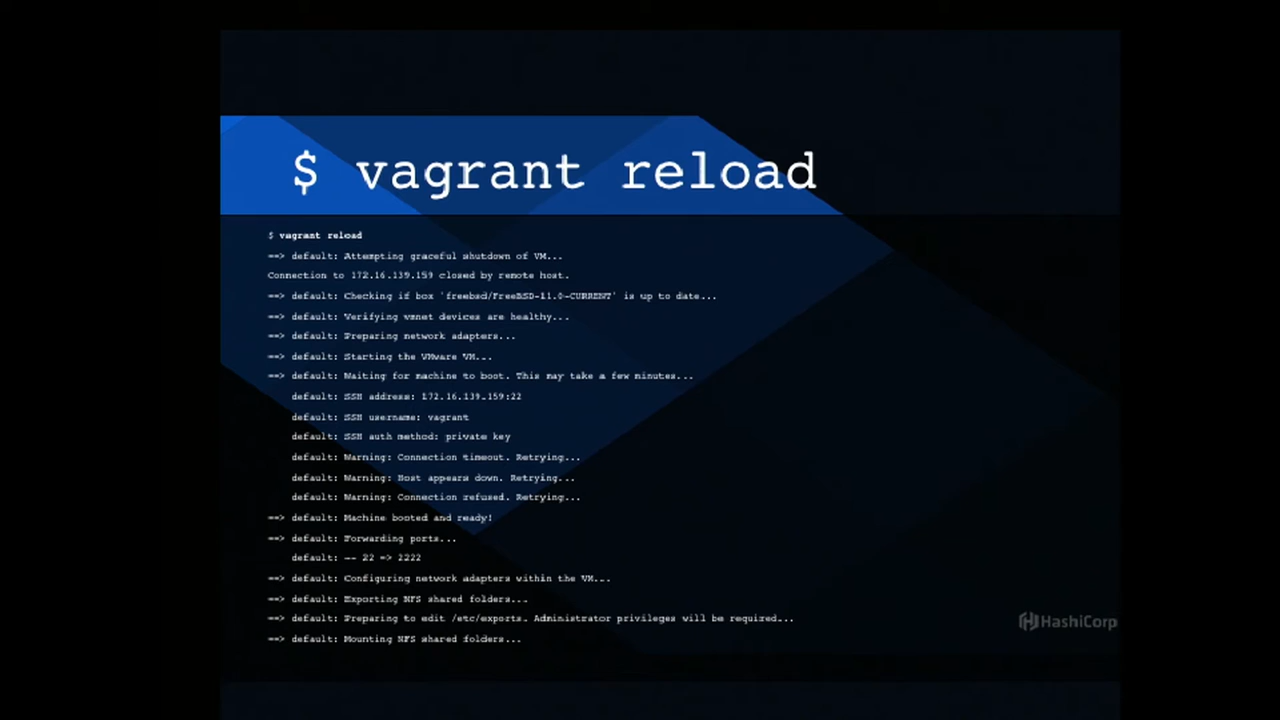 $ vagrant reload
$ vagrant reload
==> default: Attempting graceful shutdown of VM...
Connection to 172.16.139.159 closed by remote host.
==> default: Checking if box 'freebsd/FreeBSD-11.0-CURRENT' is up to date...
==> default: Verifying vmnet devices are healthy...
==> default: Preparing network adapters...
==> default: Starting the VMware VM...
==> default: Waiting for machine to boot. This may take a few minutes...
default: SSH address: 172.16.139.159:22
default: SSH username: vagrant
default: SSH auth method: private key
default: Warning: Connection timeout. Retrying...
default: Warning: Host appears down. Retrying...
default: Warning: Connection refused. Retrying...
==> default: Machine booted and ready!
==> default: Forwarding ports...
default: -- 22 => 2222
==> default: Configuring network adapters within the VM...
==> default: Exporting NFS shared folders...
==> default: Preparing to edit /etc/exports. Administrator privileges will be required...
==> default: Mounting NFS shared folders...
HashiCorp